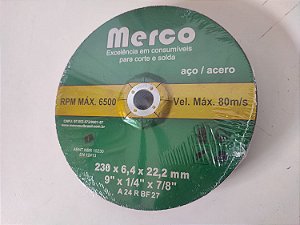 Merco
Excelência em consumíveis
para corte e solda
aço / acero
RPM MÁX. 6500
Vel. Máx. 80m/s
230 x 6,4 x 22,2 mm
9" x 1/4" x 7/8"
A 24 R BF 27